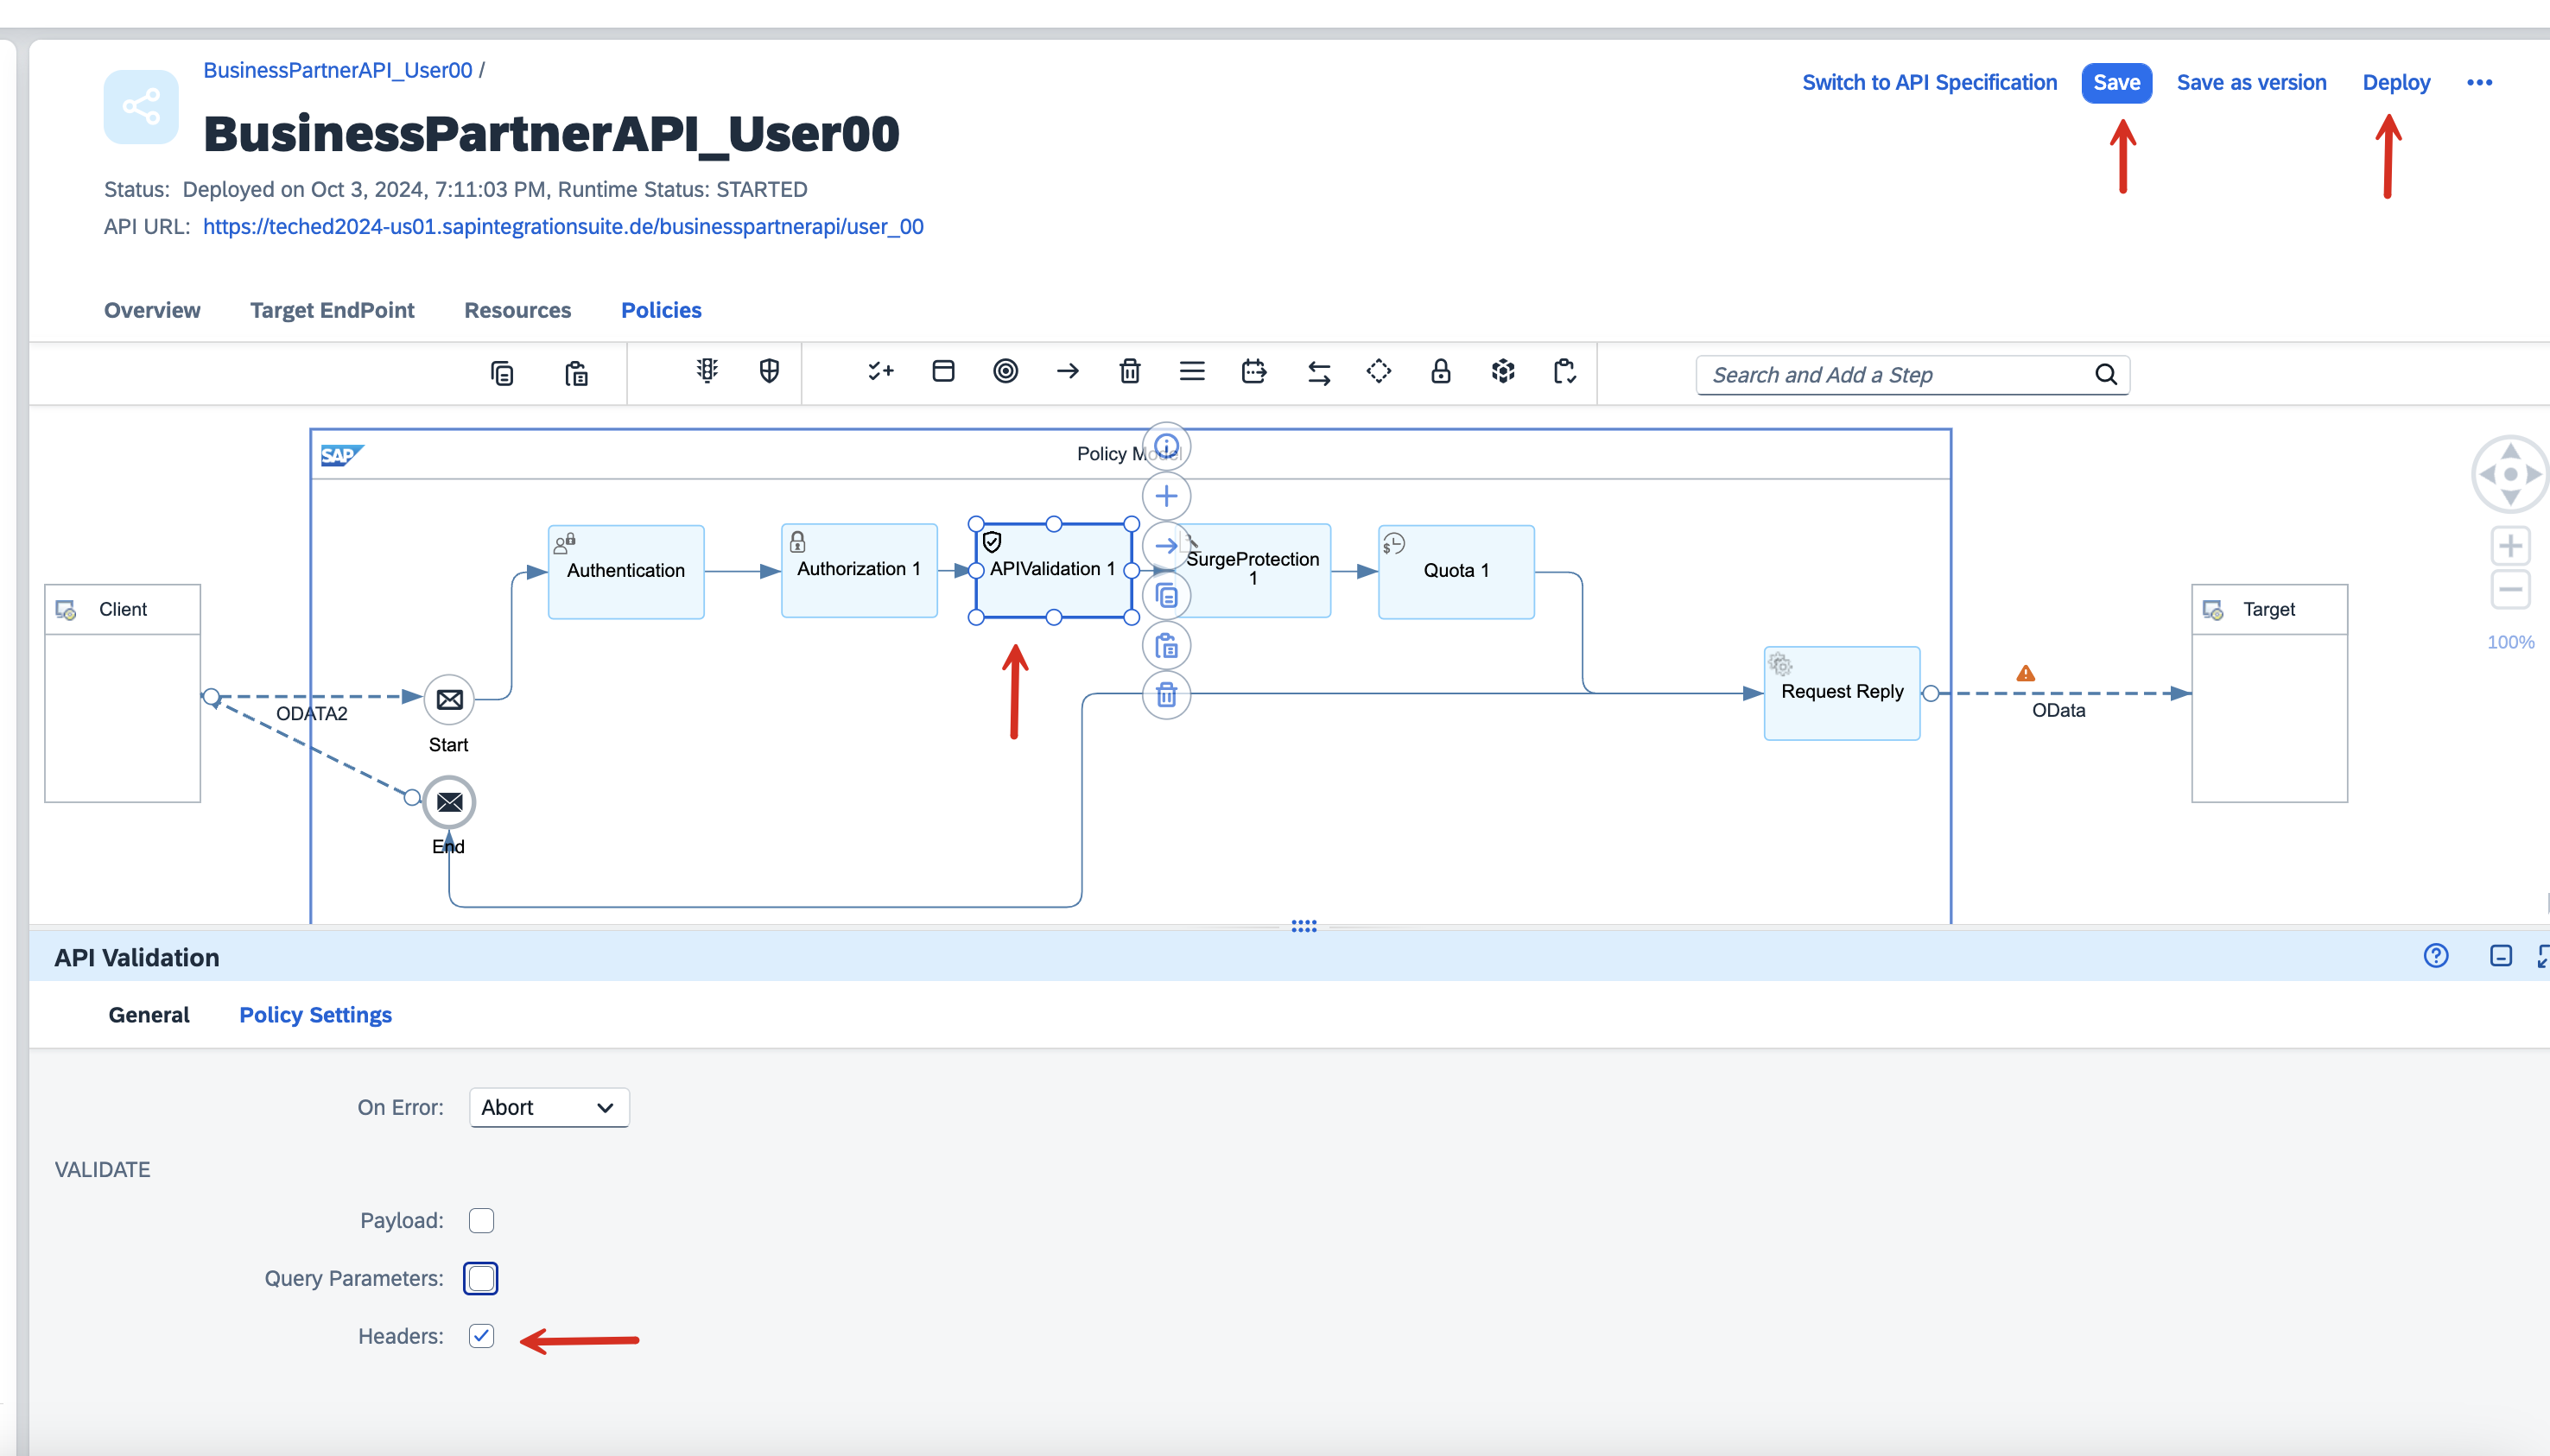 BusinessPartnerAPI_User00 /
BusinessPartnerAPI_User00
Switch to API Specification
Save
Save as version
Deploy
Status: Deployed on Oct 3, 2024, 7:11:03 PM, Runtime Status: STARTED
API URL: https://teched2024-us01.sapintegrationsuite.de/businesspartnerapi/user_00
Overview
Target EndPoint
Resources
Policies
Search and Add a Step
SAP
Policy Model
Authentication
Authorization 1
APIValidation 1
SurgeProtection
1
Quota 1
Client
ODATA2
Start
End
Request Reply
OData
Target
100%
API Validation
General
Policy Settings
On Error: Abort
VALIDATE
Payload:
Query Parameters:
Headers: